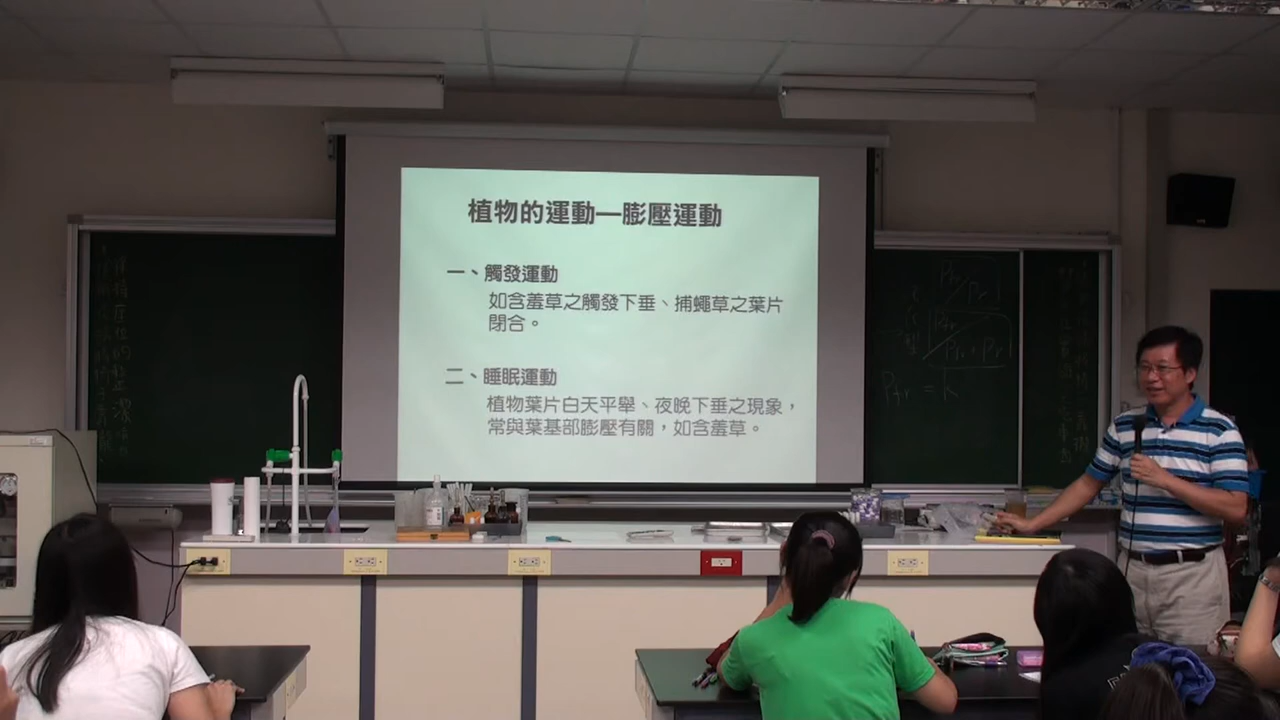 植物的運動—膨壓運動
一、觸發運動
如含羞草之觸發下垂、捕蠅草之葉片
閉合。
二、睡眠運動
植物葉片白天平舉、夜晚下垂之現象，
常與葉基部膨壓有關，如含羞草。